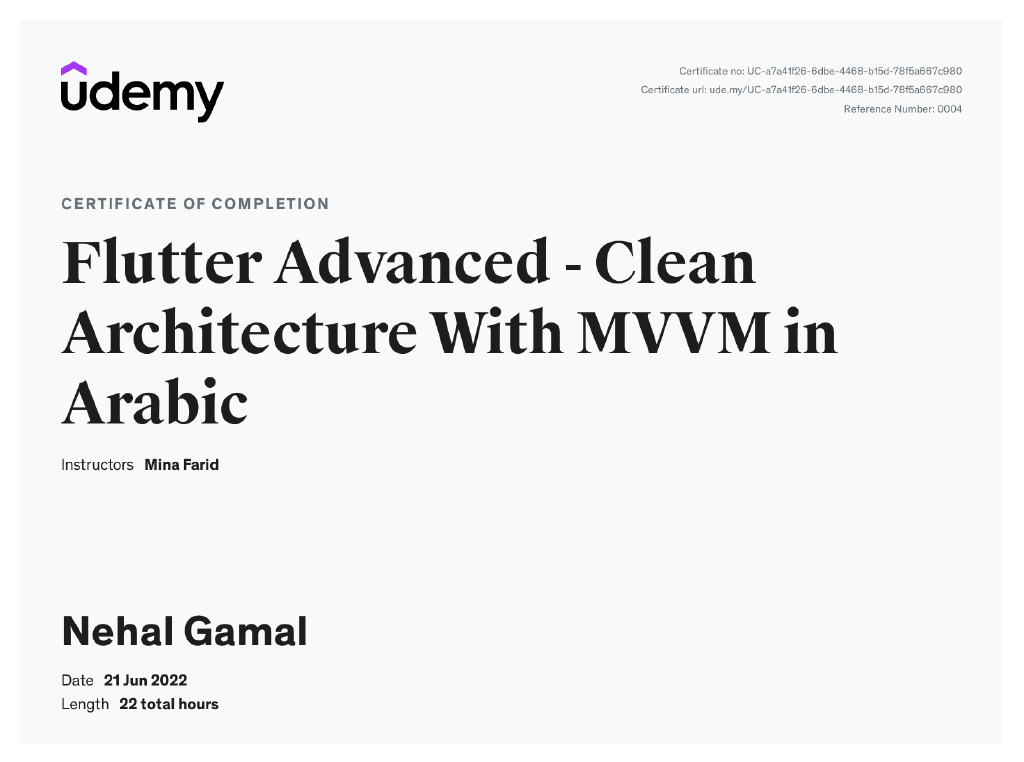 udemy
Certificate no: UC-a7a41f26-6dbe-4468-b15d-78f5a667c980
Certificate url: ude.my/UC-a7a41f26-6dbe-4468-b15d-78f5a667c980
Reference Number: 0004
CERTIFICATE OF COMPLETION
Flutter Advanced - Clean
Architecture With MVVM in
Arabic
Instructors Mina Farid
Nehal Gamal
Date 21 Jun 2022
Length 22 total hours